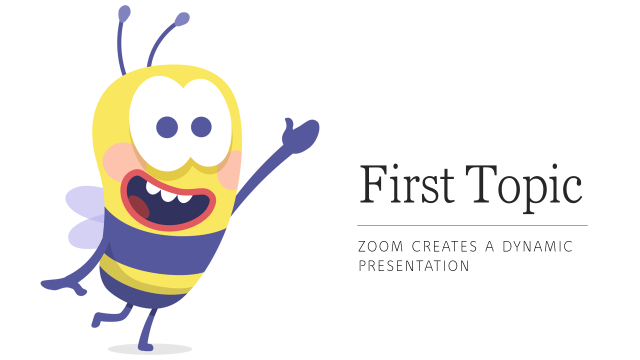 First Topic
ZOOM CREATES A DYNAMIC
PRESENTATION